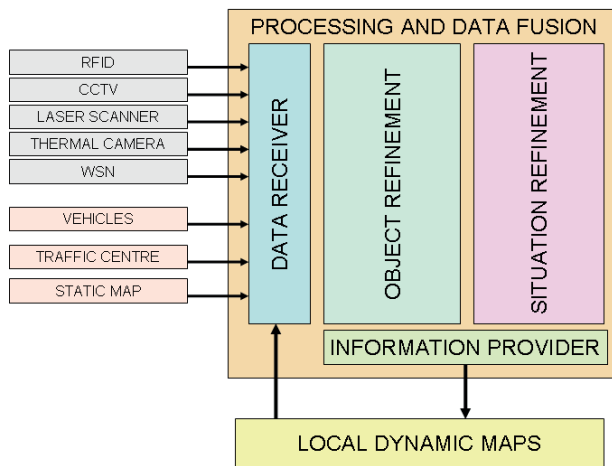 PROCESSING AND DATA FUSION
RFID
CCTV
LASER SCANNER
THERMAL CAMERA
WSN
VEHICLES
TRAFFIC CENTRE
STATIC MAP
DATA RECEIVER
OBJECT REFINEMENT
SITUATION REFINEMENT
INFORMATION PROVIDER
LOCAL DYNAMIC MAPS